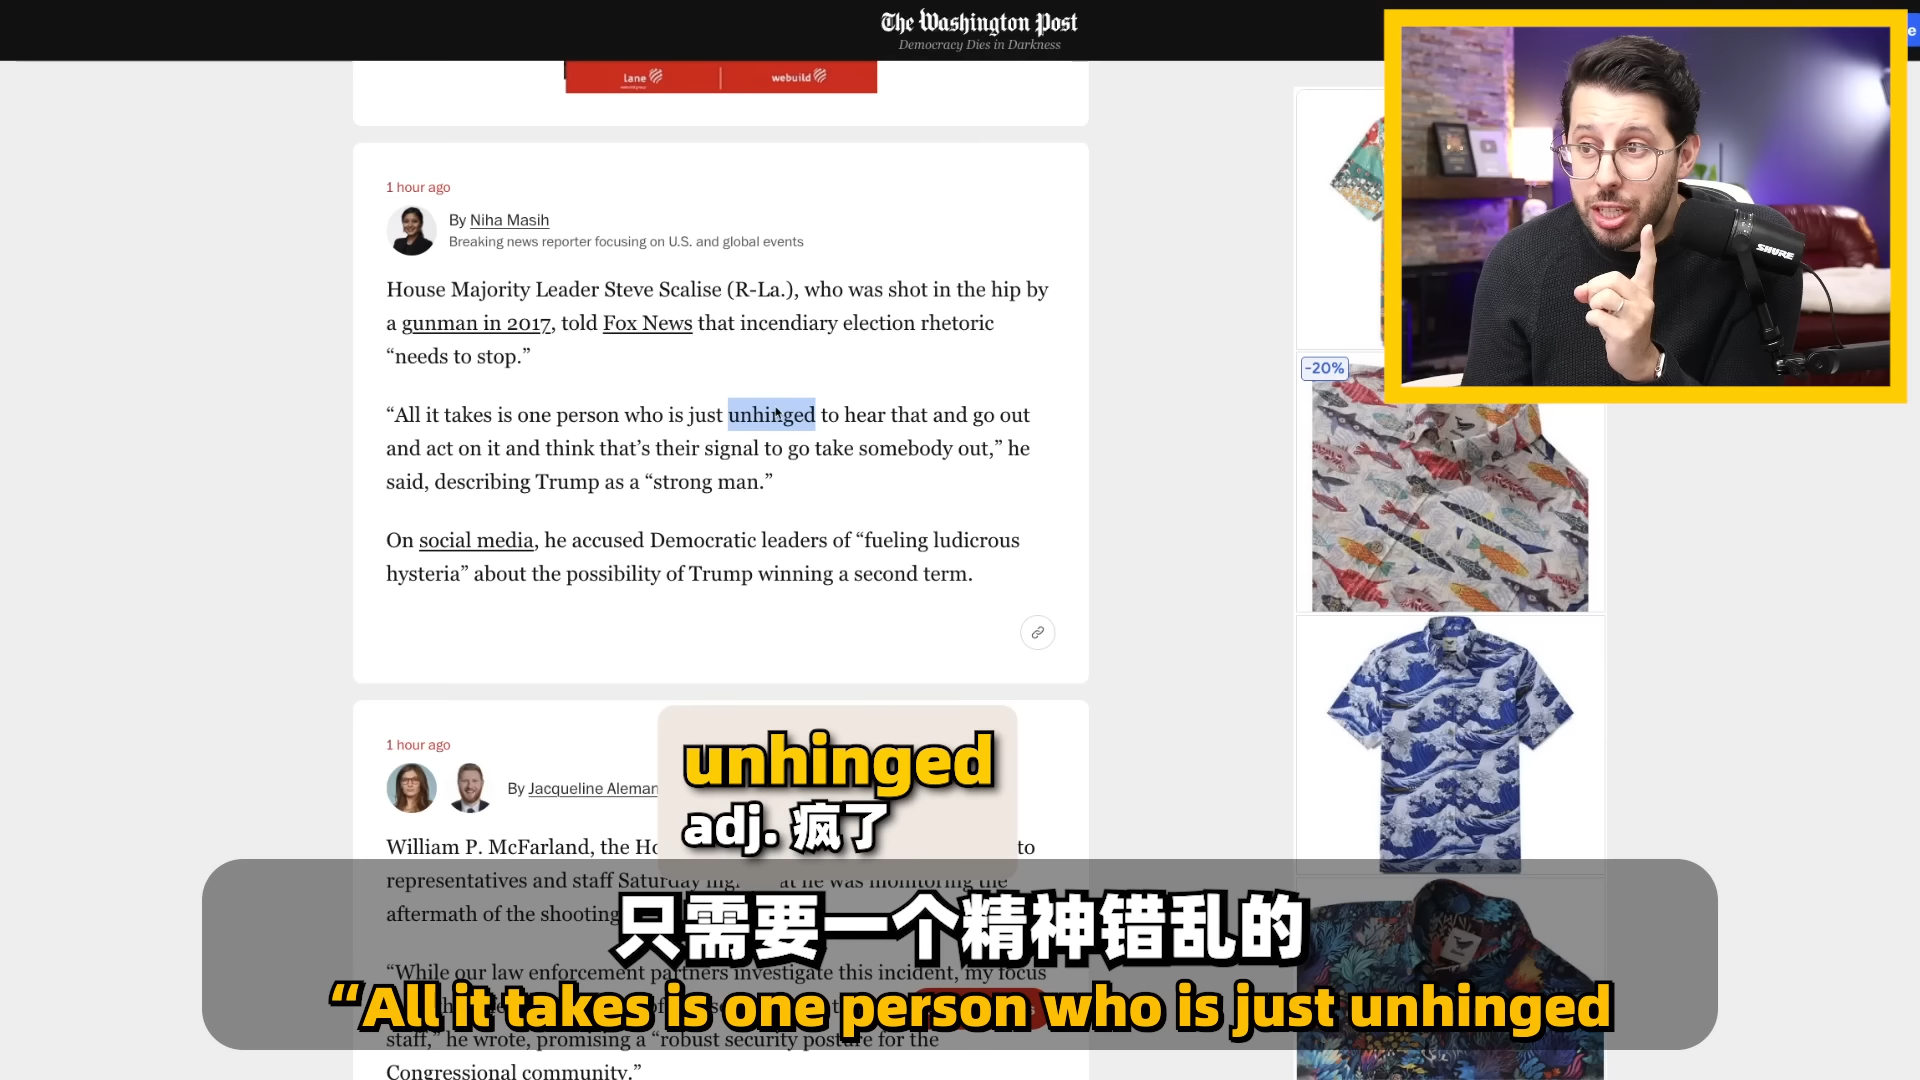 The Washington Post
Democracy Dies in Darkness
e
lane
webuild
1 hour ago
By Niha Masih
Breaking news reporter focusing on U.S. and global events
House Majority Leader Steve Scalise (R-La.), who was shot in the hip by
a gunman in 2017, told Fox News that incendiary election rhetoric
“needs to stop.”
“All it takes is one person who is just unhinged to hear that and go out
and act on it and think that’s their signal to go take somebody out,” he
said, describing Trump as a “strong man.”
On social media, he accused Democratic leaders of “fueling ludicrous
hysteria” about the possibility of Trump winning a second term.
SHURE
-20%
1 hour ago
By Jacqueline Aleman
unhinged
adj. 疯了
William P. McFarland, the Ho to
representatives and staff Saturday at he was monitoring the
aftermath of the shooting
“While our law enforcement partners investigate this incident, my focus
staff,” he wrote, promising a “robust security posture for the
Congressional community.”
只需要一个精神错乱的
“All it takes is one person who is just unhinged